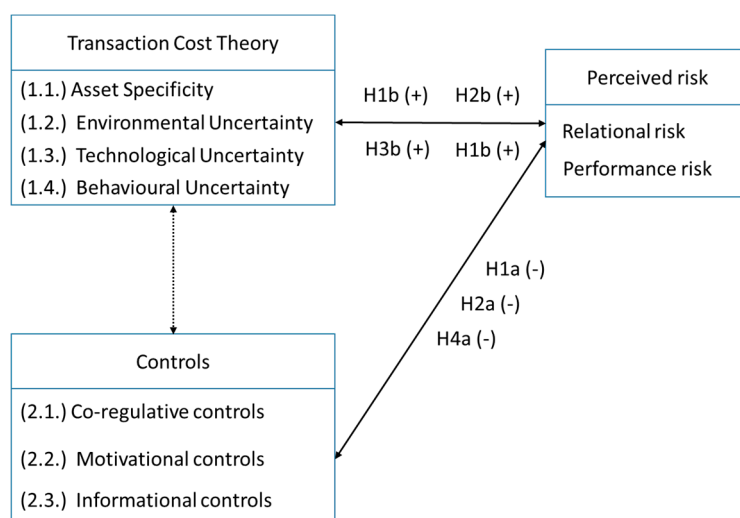 Transaction Cost Theory
(1.1.) Asset Specificity
(1.2.) Environmental Uncertainty
(1.3.) Technological Uncertainty
(1.4.) Behavioural Uncertainty
H1b (+) H2b (+)
H3b (+) H1b (+)
Perceived risk
Relational risk
Performance risk
H1a (-)
H2a (-)
H4a (-)
Controls
(2.1.) Co-regulative controls
(2.2.) Motivational controls
(2.3.) Informational controls